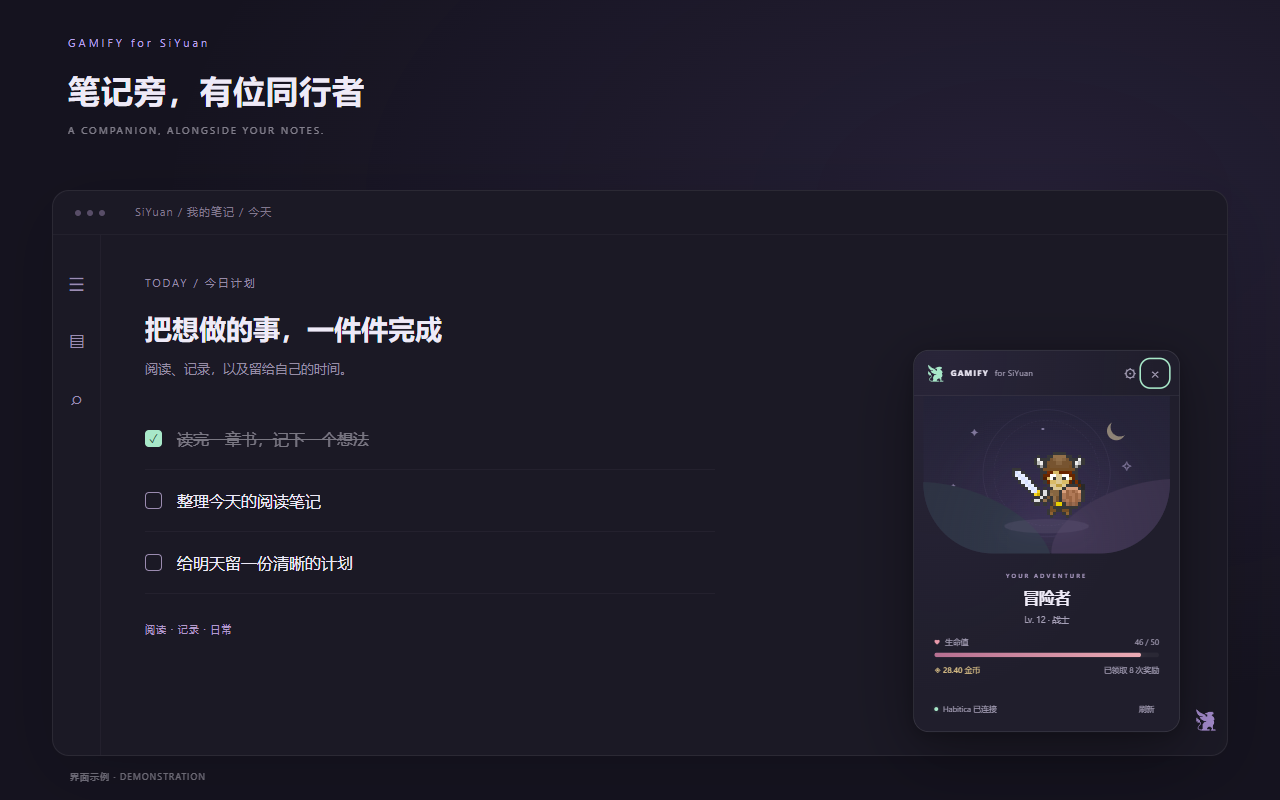 GAMIFY for SiYuan
笔记旁，有位同行者
A COMPANION, ALONGSIDE YOUR NOTES.
SiYuan / 我的笔记 / 今天
TODAY / 今日计划
把想做的事，一件件完成
阅读、记录，以及留给自己的时间。
读完一章书，记下一个想法
整理今天的阅读笔记
给明天留一份清晰的计划
阅读 · 记录 · 日常
GAMIFY for SiYuan
YOUR ADVENTURE
冒险者
Lv. 12 · 战士
生命值 46 / 50
28.40 金币 已领取 8 次奖励
Habitica 已连接 刷新
界面示例 · DEMONSTRATION